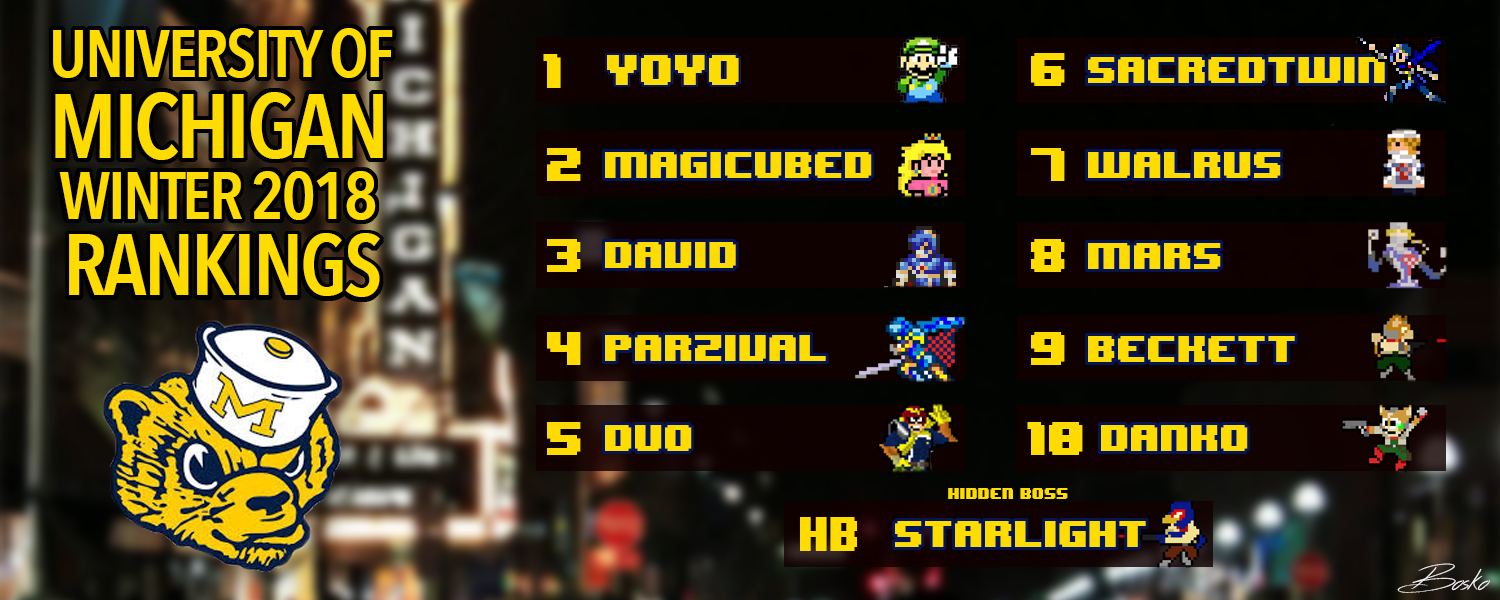 UNIVERSITY OF
MICHIGAN
WINTER 2018
RANKINGS
M
MICHIGAN
1 YOYO
2 MAGICUBED
3 DAVID
4 PARZIVAL
5 DUO
6 SACREDTWIN
7 WALRUS
8 MARS
9 BECKETT
10 DANKO
HIDDEN BOSS
HB STARLIGHT
Bosko